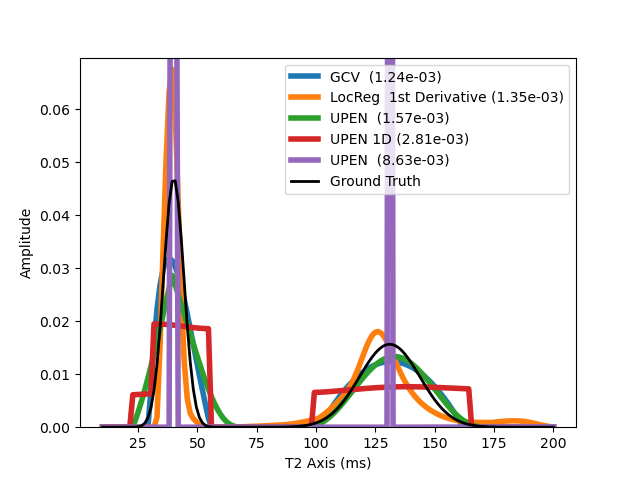 GCV  (1.24e-03)
LocReg  1st Derivative (1.35e-03)
UPEN  (1.57e-03)
UPEN 1D (2.81e-03)
UPEN  (8.63e-03)
Ground Truth
Amplitude
0.06
0.05
0.04
0.03
0.02
0.01
0.00
25 50 75 100 125 150 175 200
T2 Axis (ms)